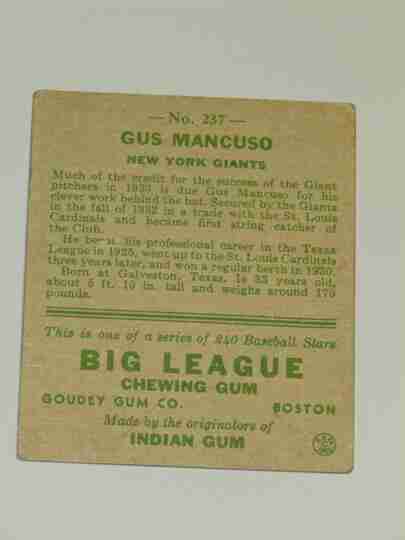 — No. 237 —
GUS MANCUSO
NEW YORK GIANTS
Much of the credit for the success of the Giant
pitchers in 1933 is due Gus Mancuso for his
clever work behind the bat. Secured by the Giants
in the fall of 1932 in a trade with the St. Louis
Cardinals and became first string catcher of
the Club.
He began his professional career in the Texas
League in 1925, went up to the St. Louis Cardinals
three years later, and won a regular berth in 1930.
Born at Galveston, Texas. Is 28 years old,
about 5 ft. 10 in. tall and weighs around 170
pounds.
This is one of a series of 240 Baseball Stars
BIG LEAGUE
CHEWING GUM
GOUDEY GUM CO. BOSTON
Made by the originators of
INDIAN GUM